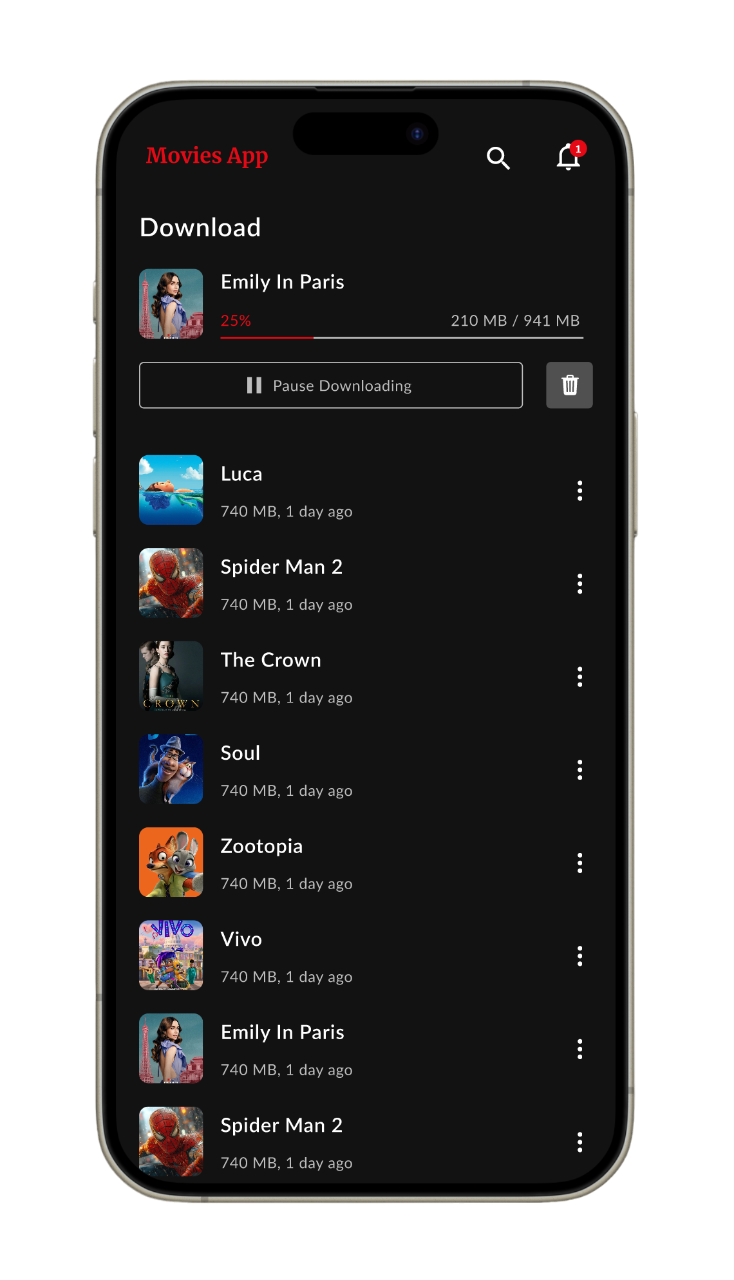 Movies App
1
Download
Emily In Paris
25%
210 MB / 941 MB
Pause Downloading
Luca
740 MB, 1 day ago
Spider Man 2
740 MB, 1 day ago
The Crown
740 MB, 1 day ago
CROWN
Soul
740 MB, 1 day ago
Zootopia
740 MB, 1 day ago
VIVO
Vivo
740 MB, 1 day ago
Emily In Paris
740 MB, 1 day ago
Spider Man 2
740 MB, 1 day ago